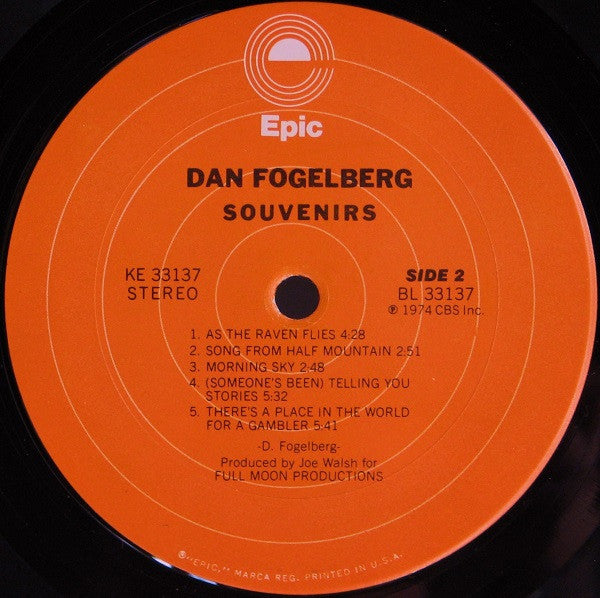 Epic
DAN FOGELBERG
SOUVENIRS
KE 33137
STEREO
SIDE 2
BL 33137
℗ 1974 CBS Inc.
1. AS THE RAVEN FLIES 4:28
2. SONG FROM HALF MOUNTAIN 2:51
3. MORNING SKY 2:48
4. (SOMEONE'S BEEN) TELLING YOU
STORIES 5:32
5. THERE'S A PLACE IN THE WORLD
FOR A GAMBLER 5:41
-D. Fogelberg-
Produced by Joe Walsh for
FULL MOON PRODUCTIONS
®"EPIC," MARCA REG. PRINTED IN U.S.A.